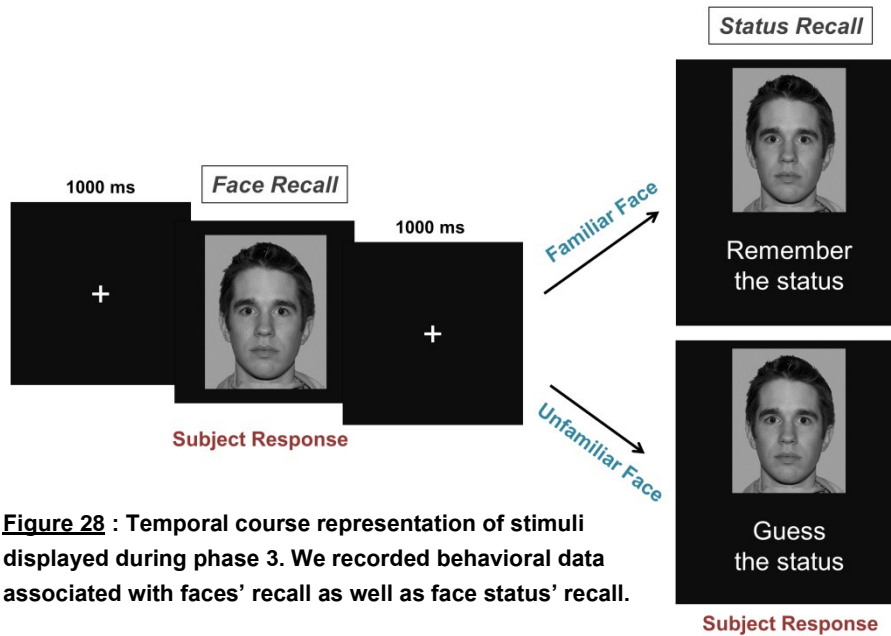 Status Recall
1000 ms
Face Recall
1000 ms
+
+
Subject Response
Familiar Face
Unfamiliar Face
Remember
the status
Guess
the status
Subject Response
Figure 28 : Temporal course representation of stimuli
displayed during phase 3. We recorded behavioral data
associated with faces’ recall as well as face status’ recall.